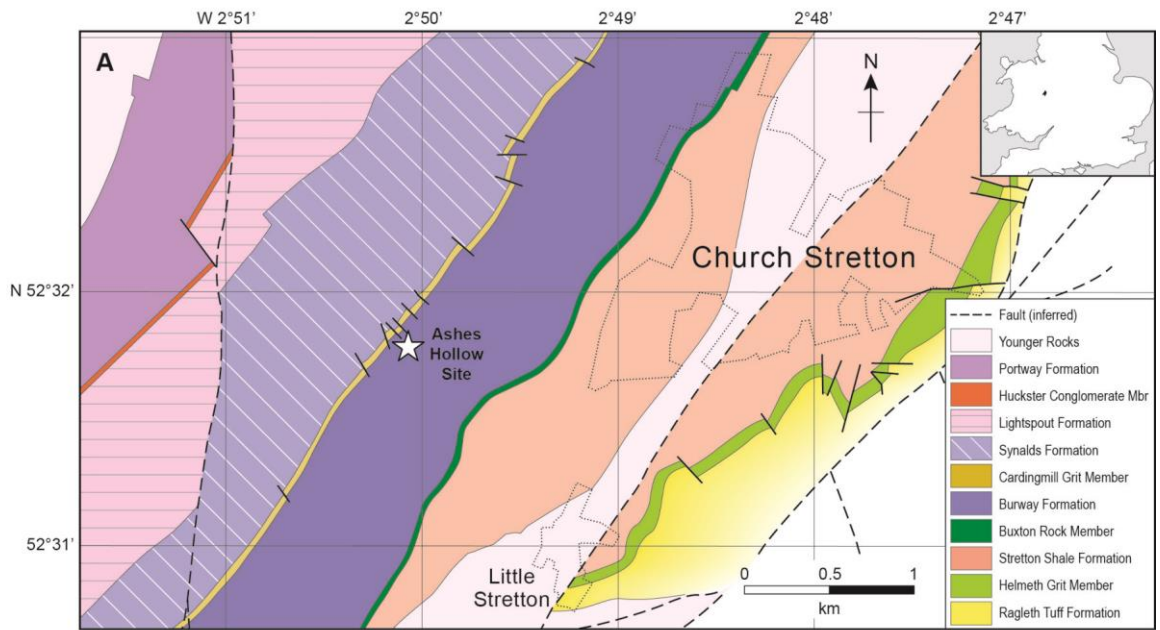 W 2°51’
2°50’
2°49’
2°48’
2°47’
A
N
Church Stretton
N 52°32’
Ashes
Hollow
Site
Fault (inferred)
Younger Rocks
Portway Formation
Huckster Conglomerate Mbr
Lightspout Formation
Synalds Formation
Cardingmill Grit Member
Burway Formation
Buxton Rock Member
Stretton Shale Formation
Helmeth Grit Member
Ragleth Tuff Formation
52°31’
Little
Stretton
0 0.5 1
km